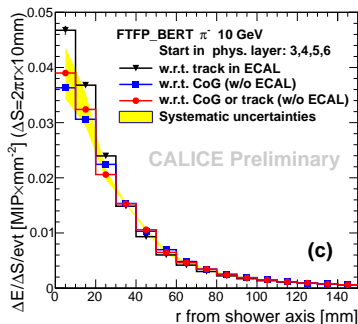 FTFP_BERT π⁻ 10 GeV
Start in phys. layer: 3,4,5,6
w.r.t. track in ECAL
w.r.t. CoG (w/o ECAL)
w.r.t. CoG or track (w/o ECAL)
Systematic uncertainties
CALICE Preliminary
(c)
ΔE/ΔS/evt [MIP×mm⁻²] (ΔS=2πr×10mm)
0.05
0.04
0.03
0.02
0.01
0
0 20 40 60 80 100 120 140
r from shower axis [mm]